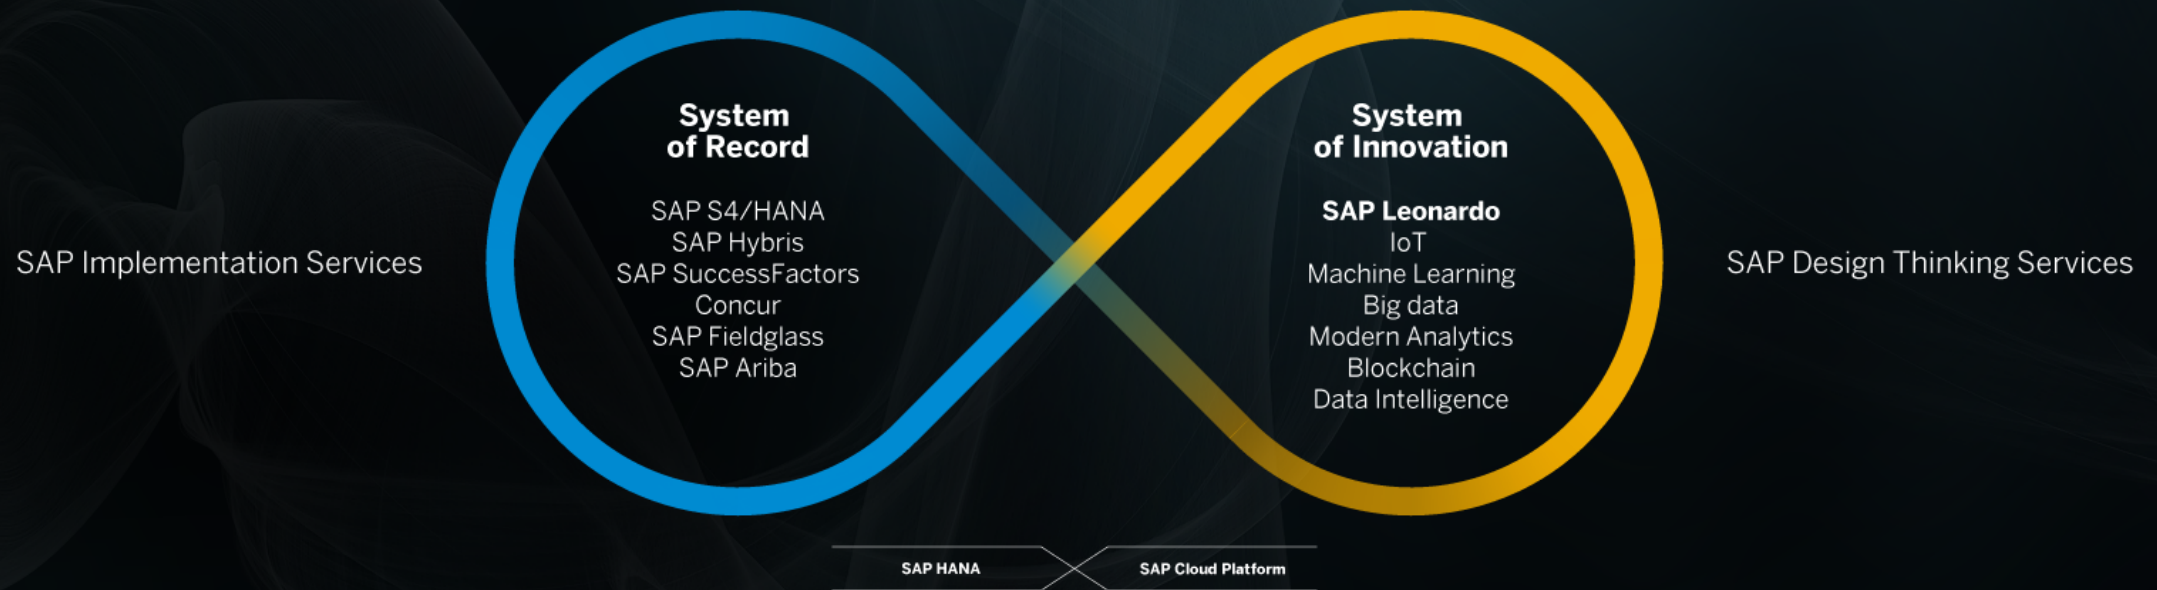 SAP Implementation Services
System
of Record
SAP S4/HANA
SAP Hybris
SAP SuccessFactors
Concur
SAP Fieldglass
SAP Ariba
System
of Innovation
SAP Leonardo
IoT
Machine Learning
Big data
Modern Analytics
Blockchain
Data Intelligence
SAP Design Thinking Services
SAP HANA
SAP Cloud Platform